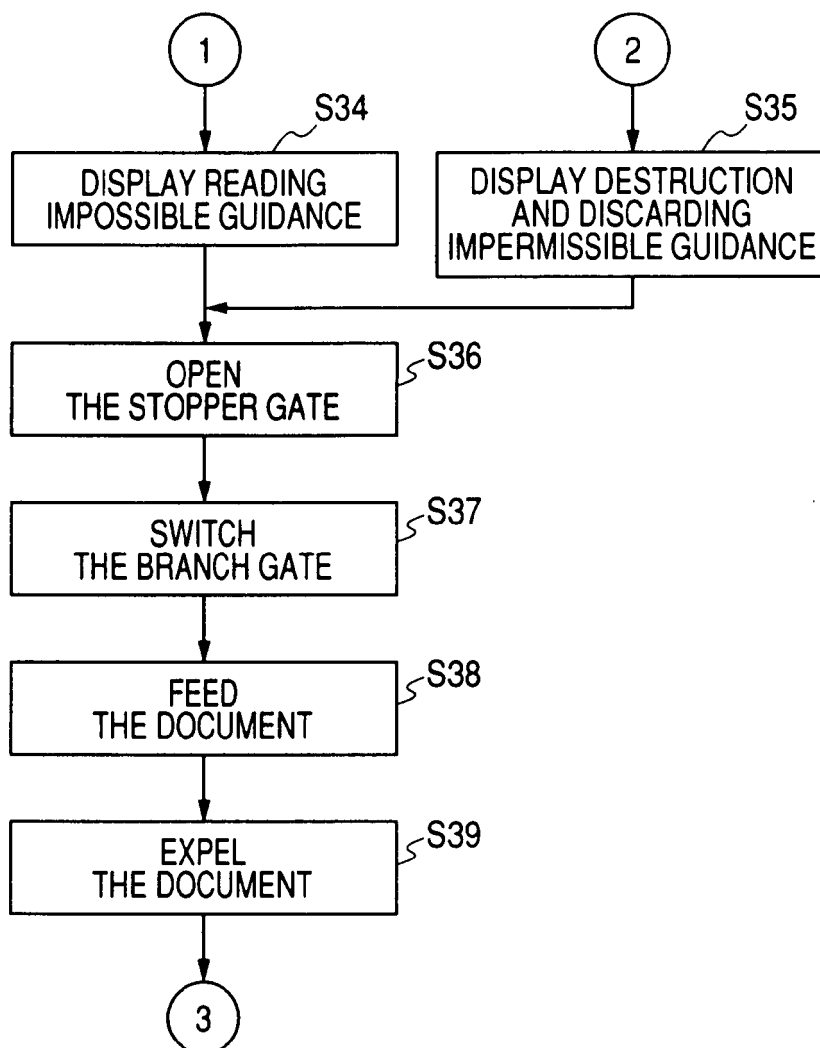 1
2
S34
S35
DISPLAY READING
IMPOSSIBLE GUIDANCE
DISPLAY DESTRUCTION
AND DISCARDING
IMPERMISSIBLE GUIDANCE
S36
OPEN
THE STOPPER GATE
S37
SWITCH
THE BRANCH GATE
S38
FEED
THE DOCUMENT
S39
EXPEL
THE DOCUMENT
3